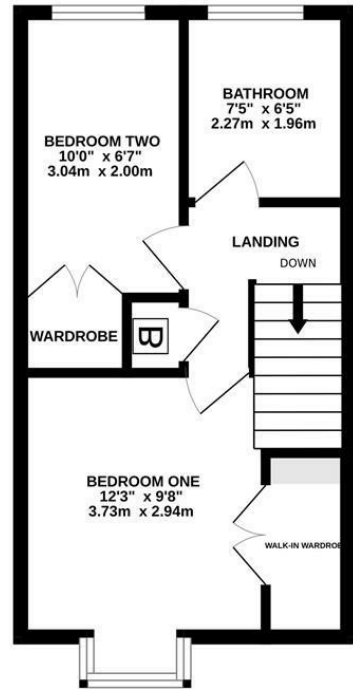 BATHROOM
7'5" x 6'5"
2.27m x 1.96m
BEDROOM TWO
10'0" x 6'7"
3.04m x 2.00m
LANDING
DOWN
WARDROBE
B
BEDROOM ONE
12'3" x 9'8"
3.73m x 2.94m
WALK-IN WARDROBE